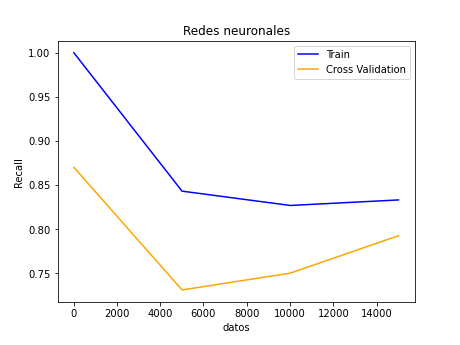 Redes neuronales
Train
Cross Validation
Recall
1.00
0.95
0.90
0.85
0.80
0.75
0 2000 4000 6000 8000 10000 12000 14000
datos